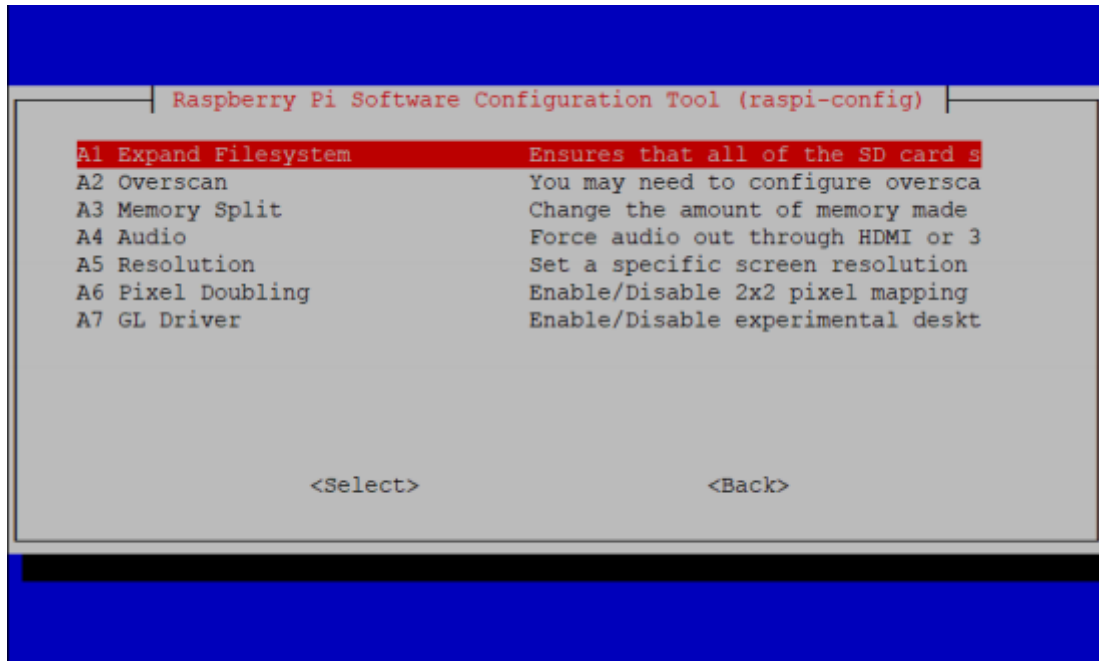 Raspberry Pi Software Configuration Tool (raspi-config)
A1 Expand Filesystem Ensures that all of the SD card s
A2 Overscan You may need to configure oversca
A3 Memory Split Change the amount of memory made
A4 Audio Force audio out through HDMI or 3
A5 Resolution Set a specific screen resolution
A6 Pixel Doubling Enable/Disable 2x2 pixel mapping
A7 GL Driver Enable/Disable experimental deskt
<Select> <Back>